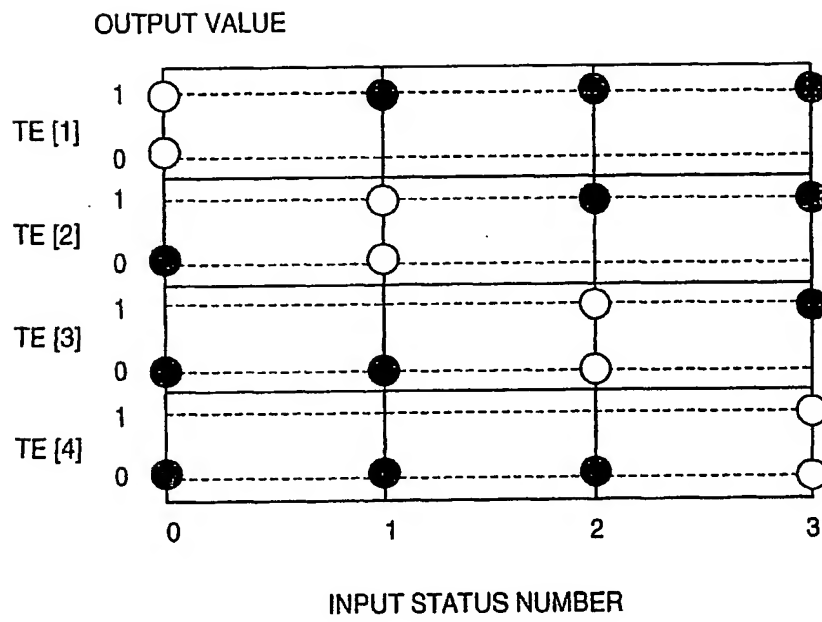 OUTPUT VALUE
TE [1]
1
0
TE [2]
1
0
TE [3]
1
0
TE [4]
1
0
0 1 2 3
INPUT STATUS NUMBER